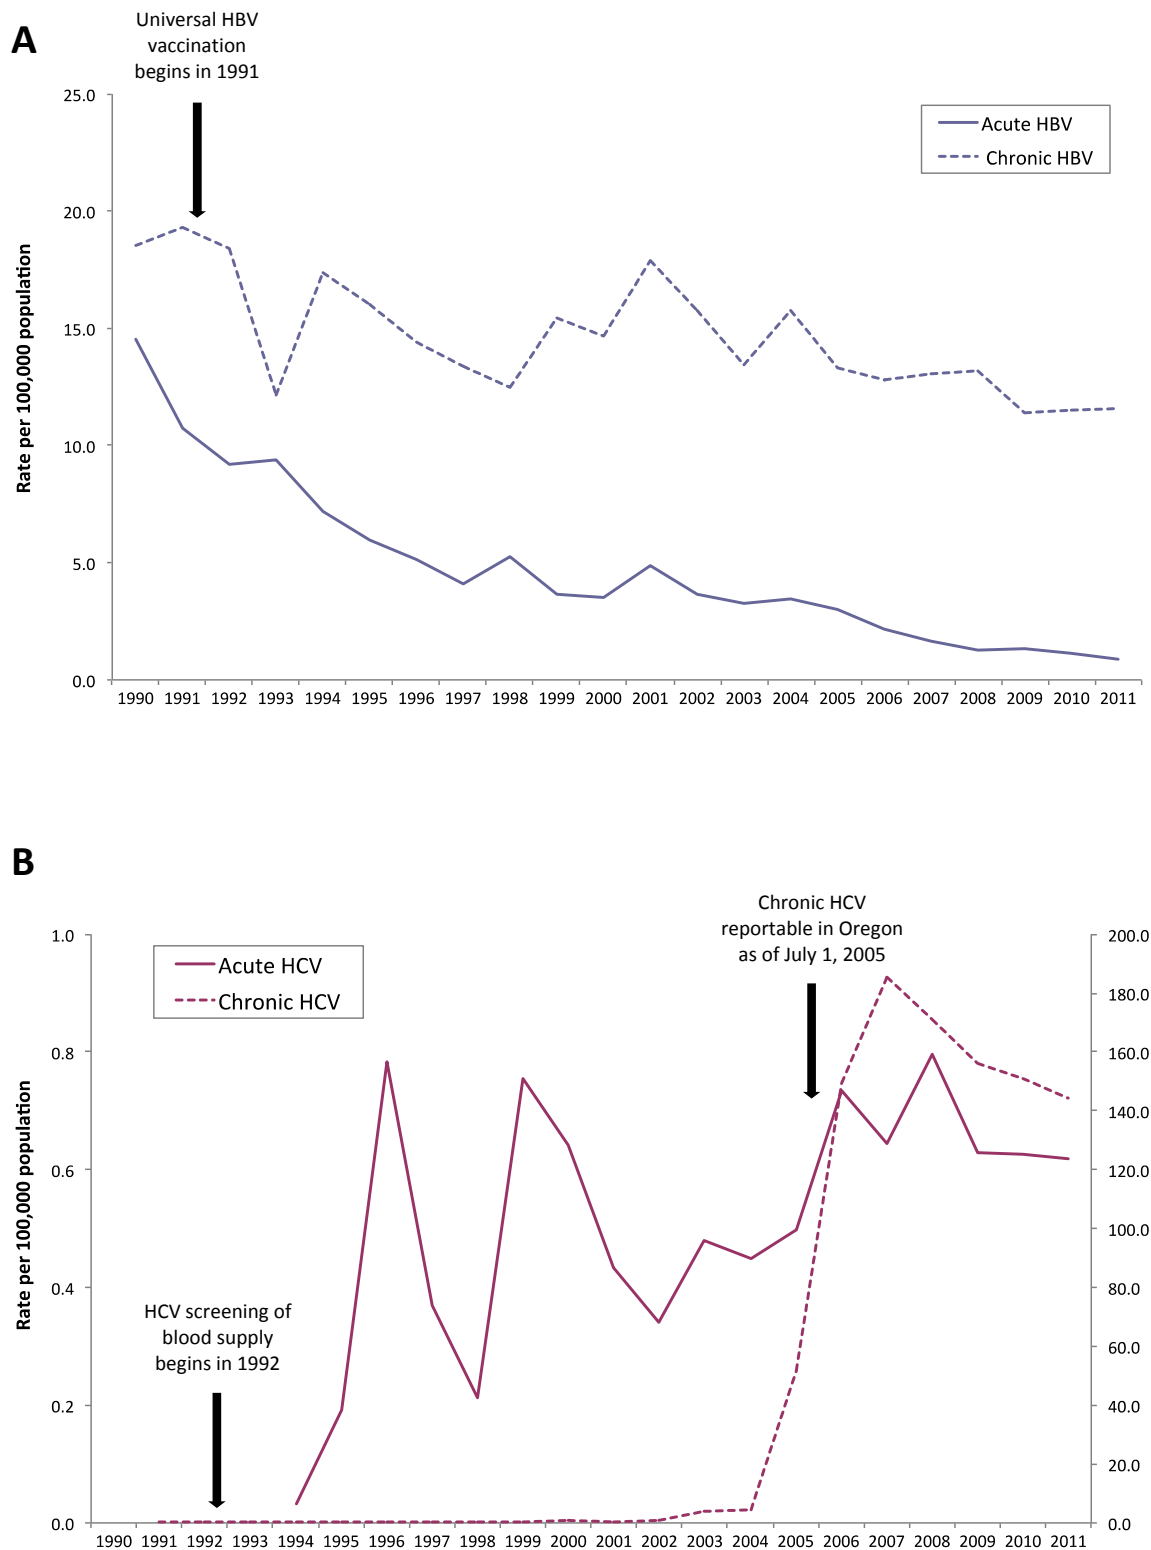 A
Universal HBV
vaccination
begins in 1991
25.0
20.0
15.0
10.0
5.0
0.0
Rate per 100,000 population
Acute HBV
Chronic HBV
1990 1991 1992 1993 1994 1995 1996 1997 1998 1999 2000 2001 2002 2003 2004 2005 2006 2007 2008 2009 2010 2011
B
Chronic HCV
reportable in Oregon
as of July 1, 2005
1.0
0.8
0.6
0.4
0.2
0.0
Rate per 100,000 population
Acute HCV
Chronic HCV
HCV screening of
blood supply
begins in 1992
200.0
180.0
160.0
140.0
120.0
100.0
80.0
60.0
40.0
20.0
0.0
1990 1991 1992 1993 1994 1995 1996 1997 1998 1999 2000 2001 2002 2003 2004 2005 2006 2007 2008 2009 2010 2011